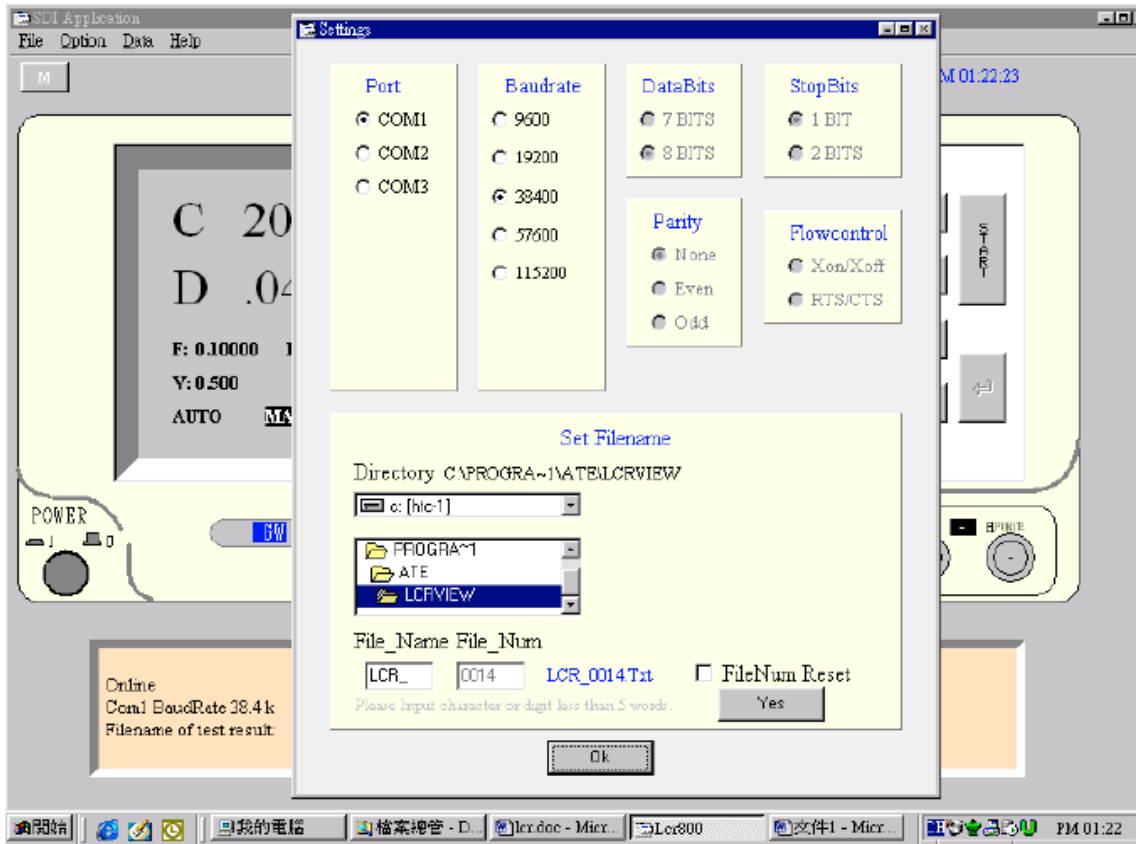 SDI Application
File Option Data Help
M
M 01:22:23
C 20
D .04
F: 0.10000
V: 0.500
AUTO MA
POWER
I 0
GW
START
Online
Com1 BaudRate 38.4 k
Filename of test result:
Settings
Port
COM1
COM2
COM3
Baudrate
9600
19200
38400
57600
115200
DataBits
7 BITS
8 BITS
StopBits
1 BIT
2 BITS
Parity
None
Even
Odd
Flowcontrol
Xon/Xoff
RTS/CTS
Set Filename
Directory C:\PROGRA~1\ATE\LCRVIEW
c: [htc-1]
PROGRA~1
ATE
LCRVIEW
File_Name File_Num
LCR_ 0014 LCR_0014.Txt FileNum Reset
Please Input character or digit less than 5 words.
Yes
Ok
開始 我的電腦 檔案總管 - D... lcr.doc - Micr... Lcr800 文件1 - Micr... PM 01:22